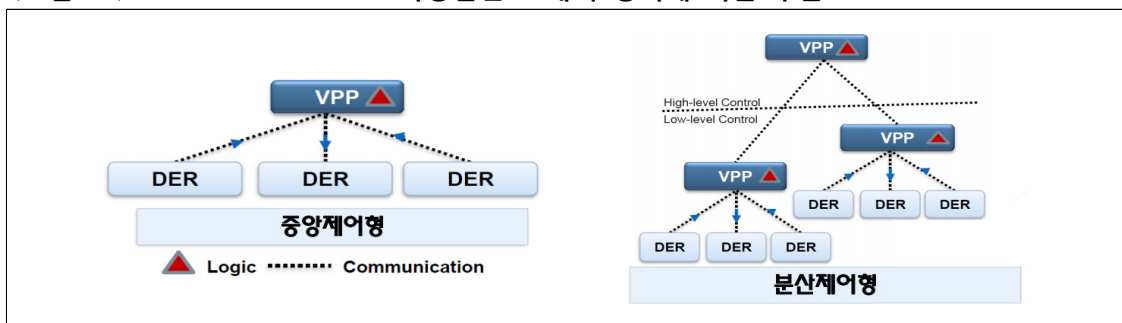 VPP
DER DER DER
중앙제어형
Logic Communication
VPP
High-level Control
Low-level Control
VPP
VPP
DER DER DER
DER DER DER
분산제어형